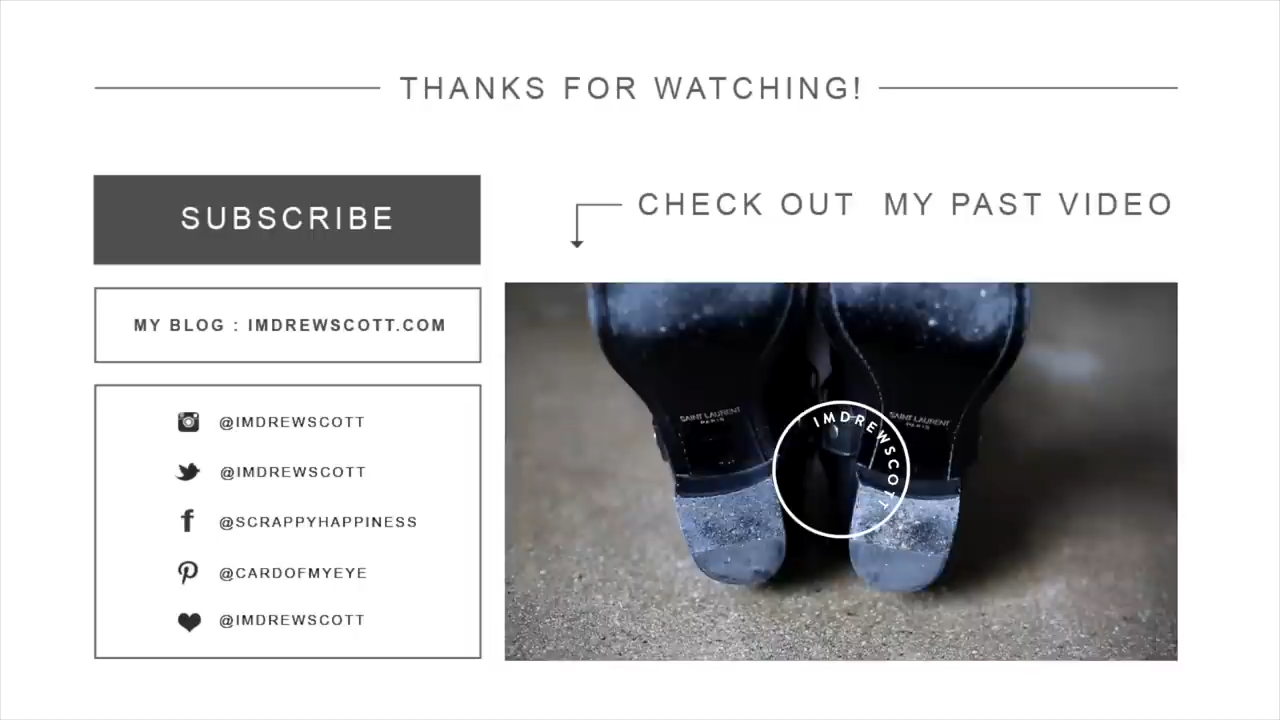 THANKS FOR WATCHING!
SUBSCRIBE
CHECK OUT MY PAST VIDEO
MY BLOG : IMDREWSCOTT.COM
@IMDREWSCOTT
@IMDREWSCOTT
@SCRAPPYHAPPINESS
@CARDOFMYEYE
@IMDREWSCOTT
SAINT LAURENT
PARIS
SAINT LAURENT
PARIS
IMDREWSCOTT